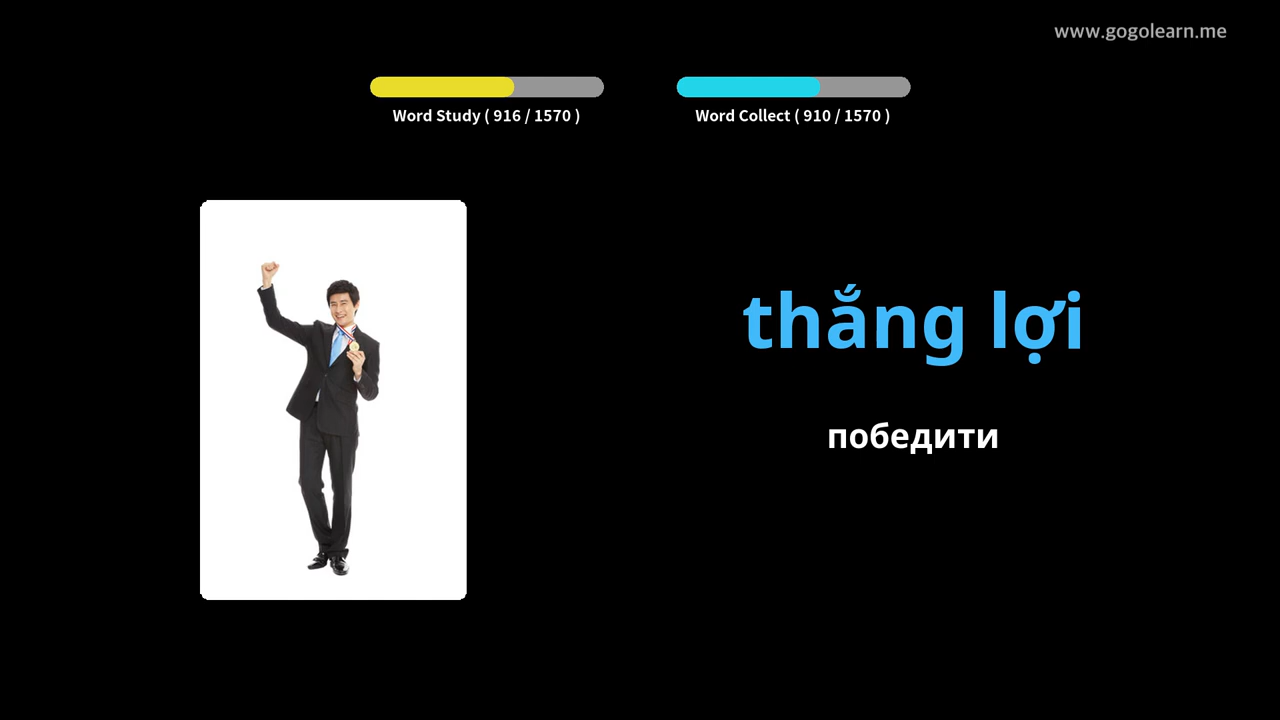 www.gogolearn.me
Word Study ( 916 / 1570 )
Word Collect ( 910 / 1570 )
thắng lợi
победити